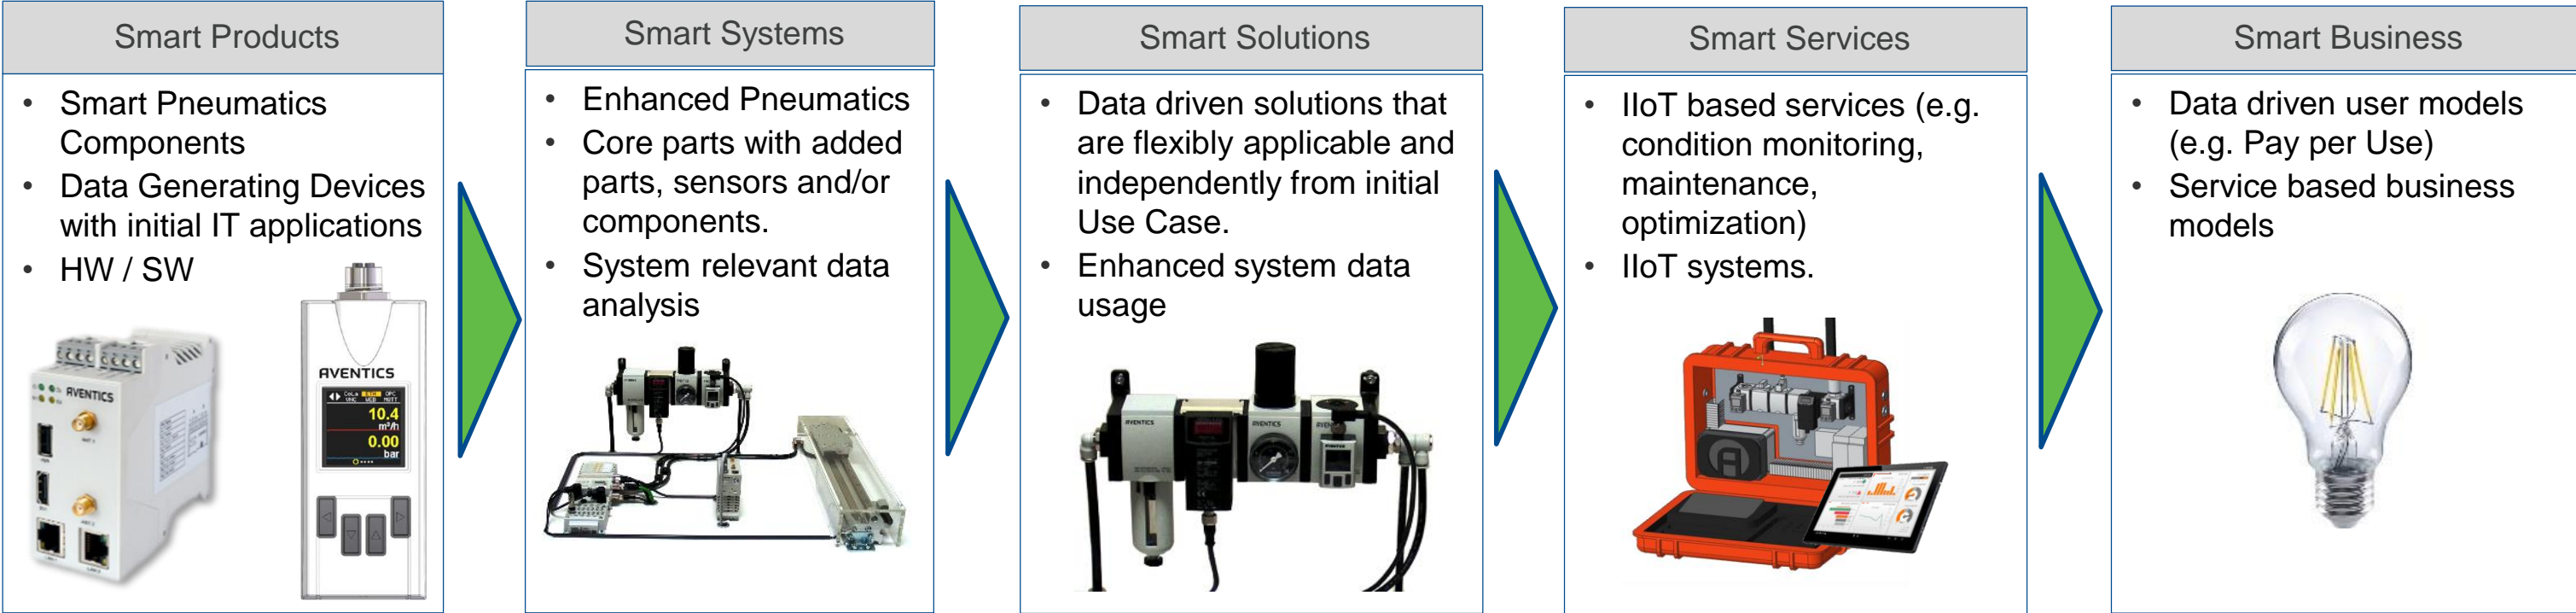 Smart Products
• Smart Pneumatics
Components
• Data Generating Devices
with initial IT applications
• HW / SW
AVENTICS
AVENTICS
ETH OPC
WEB MQTT
10.4
m³/h
0.00
bar
Smart Systems
• Enhanced Pneumatics
• Core parts with added
parts, sensors and/or
components.
• System relevant data
analysis
Smart Solutions
• Data driven solutions that
are flexibly applicable and
independently from initial
Use Case.
• Enhanced system data
usage
AVENTICS
AVENTICS
Smart Services
• IIoT based services (e.g.
condition monitoring,
maintenance,
optimization)
• IIoT systems.
Smart Business
• Data driven user models
(e.g. Pay per Use)
• Service based business
models